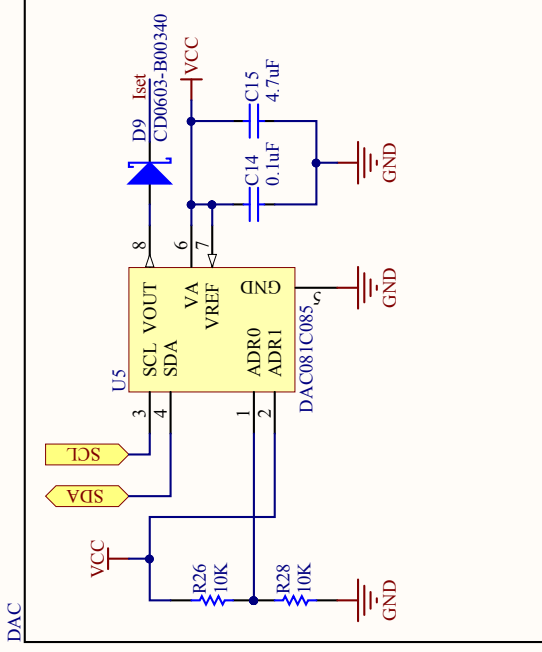 DAC
VCC
R26
10K
R28
10K
GND
SCL
SDA
3
4
1
2
U5
SCL
SDA
ADR0
ADR1
VOUT
VA
VREF
GND
DAC081C085
8
6
7
5
D9
CD0603-B00340
Iset
VCC
C14
0.1uF
C15
4.7uF
GND
GND